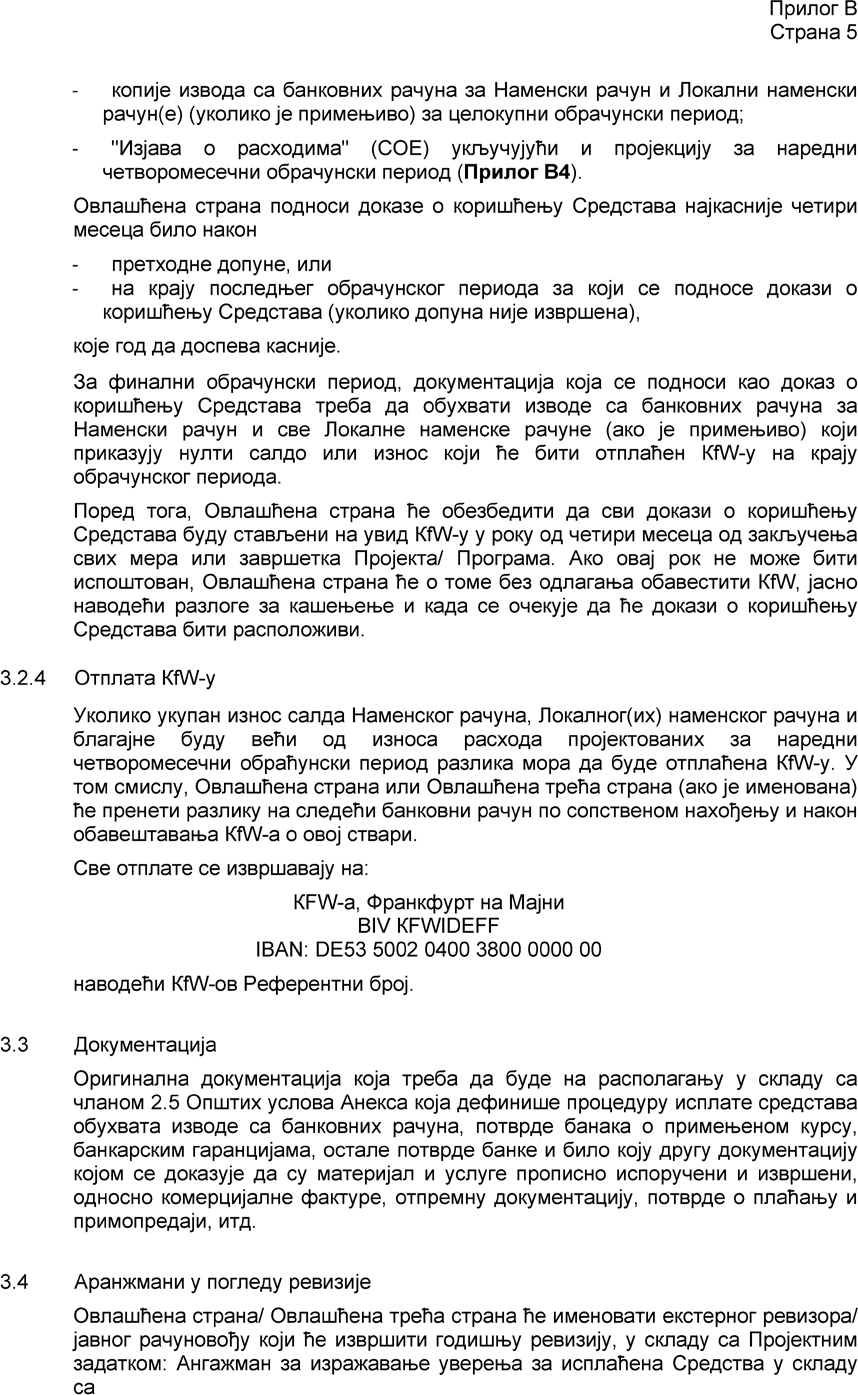 Прилог В
Страна 5
- копије извода са банковних рачуна за Наменски рачун и Локални наменски
рачун(е) (уколико је примењиво) за целокупни обрачунски период;
- "Изјава о расходима" (СОЕ) укључујући и пројекцију за наредни
четворомесечни обрачунски период (Прилог В4).
Овлашћена страна подноси доказе о коришћењу Средстава најкасније четири
месеца било након
- претходне допуне, или
- на крају последњег обрачунског периода за који се подносе докази о
коришћењу Средстава (уколико допуна није извршена),
које год да доспева касније.
За финални обрачунски период, документација која се подноси као доказ о
коришћењу Средстава треба да обухвати изводе са банковних рачуна за
Наменски рачун и све Локалне наменске рачуне (ако је примењиво) који
приказују нулти салдо или износ који ће бити отплаћен KfW-у на крају
обрачунског периода.
Поред тога, Овлашћена страна ће обезбедити да сви докази о коришћењу
Средстава буду стављени на увид KfW-у у року од четири месеца од закључења
свих мера или завршетка Пројекта/ Програма. Ако овај рок не може бити
испоштован, Овлашћена страна ће о томе без одлагања обавестити KfW, јасно
наводећи разлоге за кашењење и када се очекује да ће докази о коришћењу
Средстава бити расположиви.
3.2.4 Отплата KfW-у
Уколико укупан износ салда Наменског рачуна, Локалног(их) наменског рачуна и
благајне буду већи од износа расхода пројектованих за наредни
четворомесечни обраћунски период разлика мора да буде отплаћена KfW-у. У
том смислу, Овлашћена страна или Овлашћена трећа страна (ако је именована)
ће пренети разлику на следећи банковни рачун по сопственом нахођењу и након
обавештавања KfW-а о овој ствари.
Све отплате се извршавају на:
KFW-а, Франкфурт на Мајни
BIV KFWIDEFF
IBAN: DE53 5002 0400 3800 0000 00
наводећи KfW-ов Референтни број.
3.3 Документација
Оригинална документација која треба да буде на располагању у складу са
чланом 2.5 Општих услова Анекса која дефинише процедуру исплате средстава
обухвата изводе са банковних рачуна, потврде банака о примењеном курсу,
банкарским гаранцијама, остале потврде банке и било коју другу документацију
којом се доказује да су материјал и услуге прописно испоручени и извршени,
односно комерцијалне фактуре, отпремну документацију, потврде о плаћању и
примопредаји, итд.
3.4 Аранжмани у погледу ревизије
Овлашћена страна/ Овлашћена трећа страна ће именовати екстерног ревизора/
јавног рачуновођу који ће извршити годишњу ревизију, у складу са Пројектним
задатком: Ангажман за изражавање уверења за исплаћена Средства у складу
са